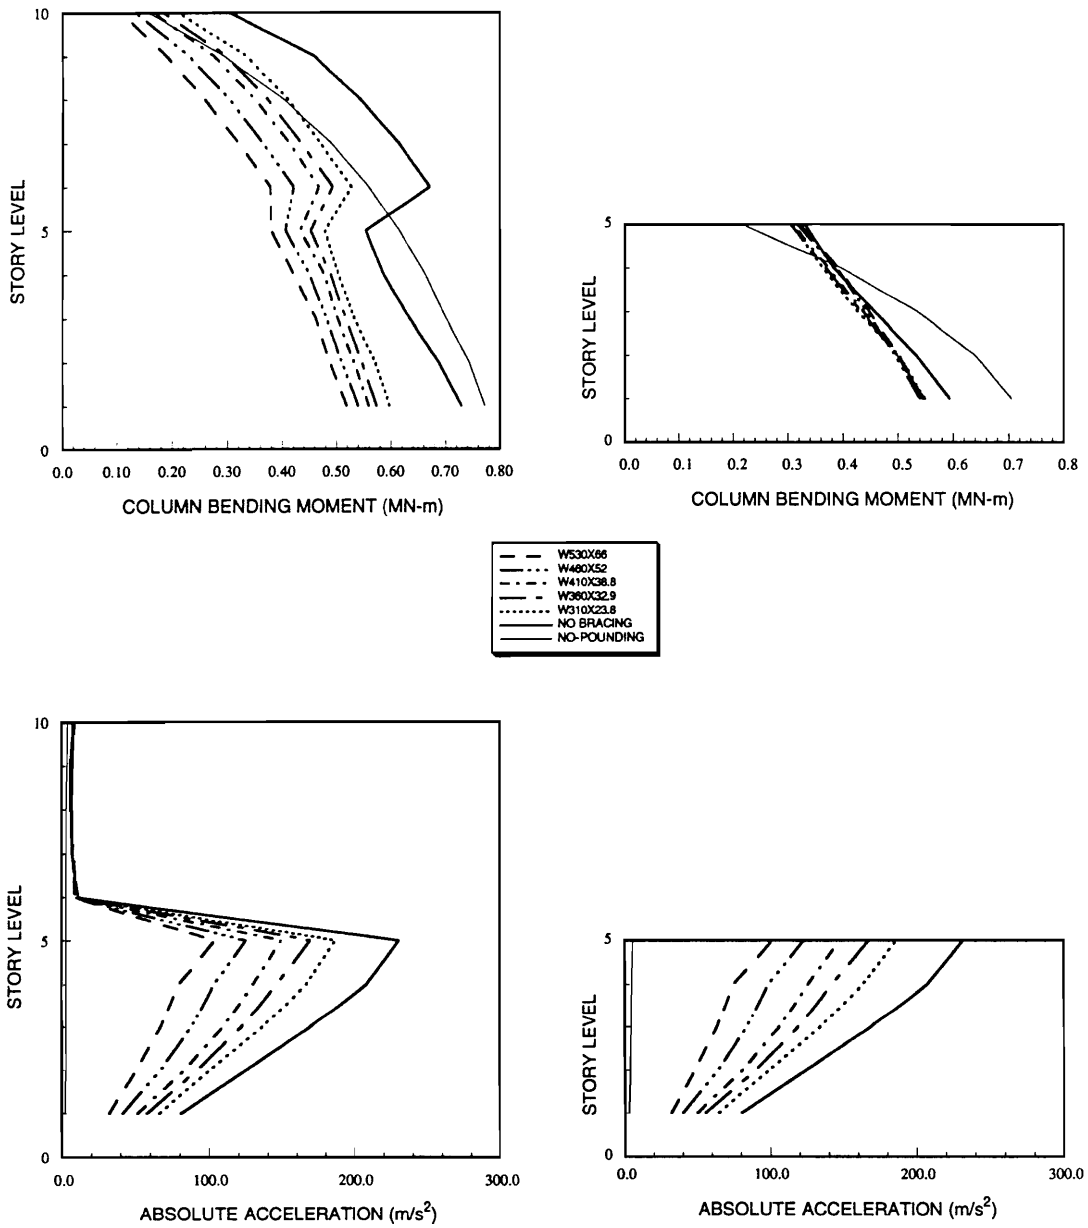 10
5
0
STORY LEVEL
0.0 0.10 0.20 0.30 0.40 0.50 0.60 0.70 0.80
COLUMN BENDING MOMENT (MN-m)
5
0
STORY LEVEL
0.0 0.1 0.2 0.3 0.4 0.5 0.6 0.7 0.8
COLUMN BENDING MOMENT (MN-m)
W530X66
W460X52
W410X38.8
W360X32.9
W310X23.8
NO BRACING
NO-POUNDING
10
5
0
STORY LEVEL
0.0 100.0 200.0 300.0
ABSOLUTE ACCELERATION (m/s²)
5
0
STORY LEVEL
0.0 100.0 200.0 300.0
ABSOLUTE ACCELERATION (m/s²)